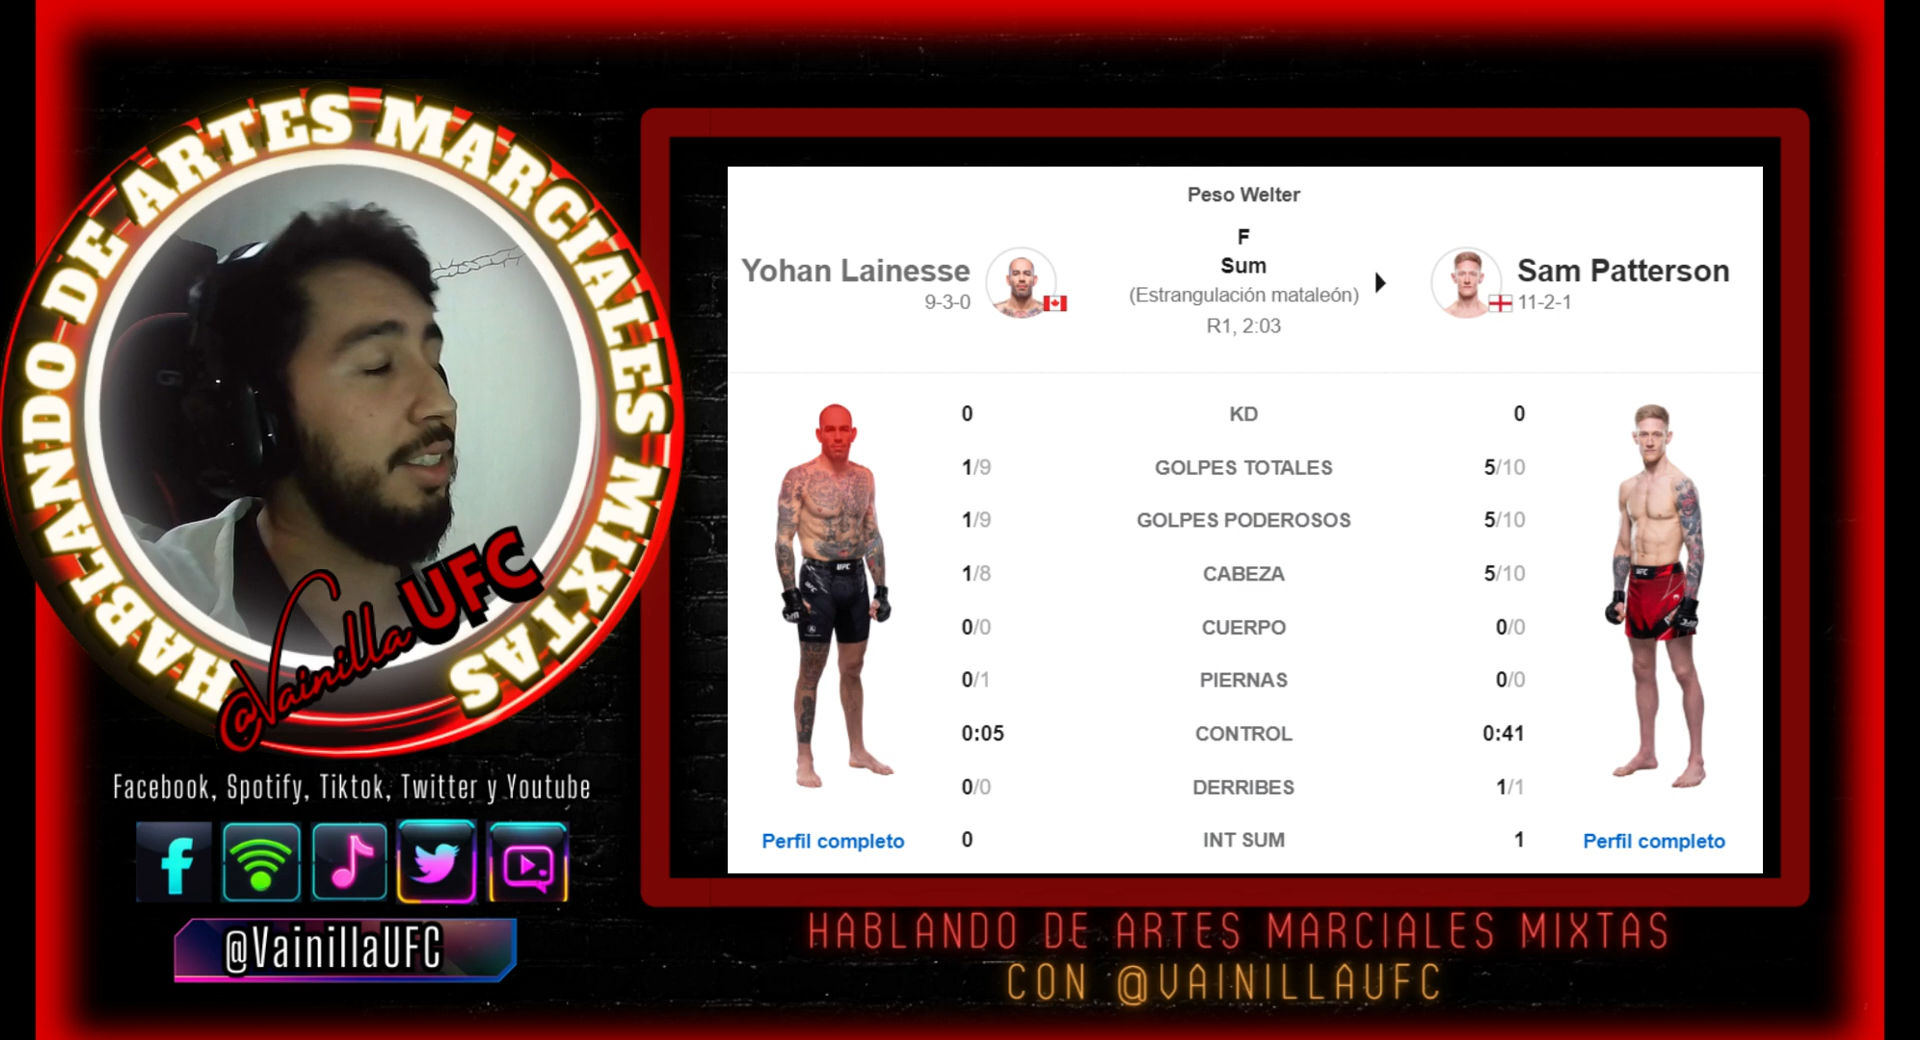 HABLANDO DE ARTES MARCIALES MIXTAS
@Vainilla UFC
Facebook, Spotify, Tiktok, Twitter y Youtube
@VainillaUFC
Peso Welter
F
Sum
(Estrangulación mataleón)
R1, 2:03
Yohan Lainesse
9-3-0
Sam Patterson
11-2-1
0 KD 0
1/9 GOLPES TOTALES 5/10
1/9 GOLPES PODEROSOS 5/10
1/8 CABEZA 5/10
0/0 CUERPO 0/0
0/1 PIERNAS 0/0
0:05 CONTROL 0:41
0/0 DERRIBES 1/1
Perfil completo 0 INT SUM 1 Perfil completo
HABLANDO DE ARTES MARCIALES MIXTAS
CON @VAINILLAUFC